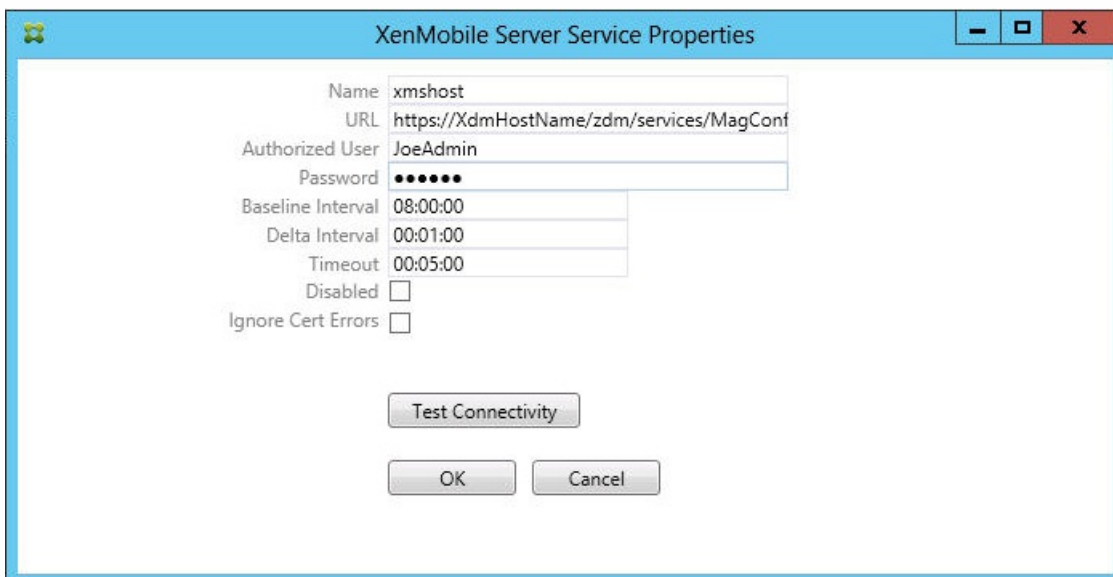 XenMobile Server Service Properties
Name xmshost
URL https://XdmHostName/zdm/services/MagConf
Authorized User JoeAdmin
Password ●●●●●●
Baseline Interval 08:00:00
Delta Interval 00:01:00
Timeout 00:05:00
Disabled
Ignore Cert Errors
Test Connectivity
OK Cancel